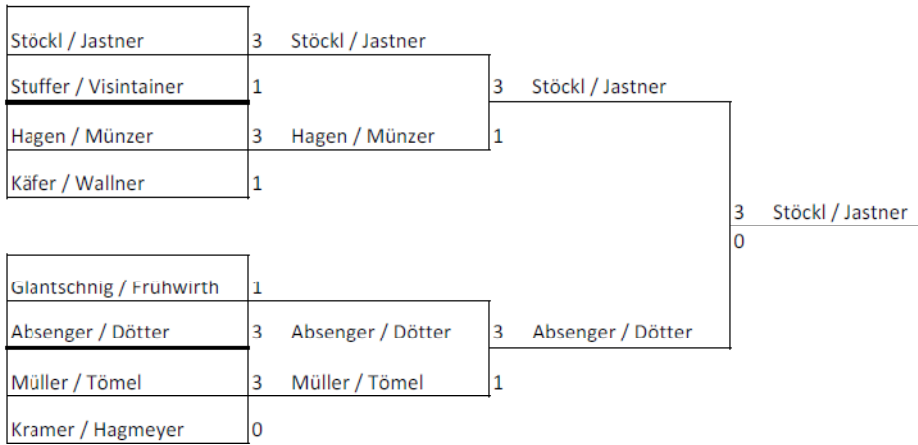 Stöckl / Jastner 3 Stöckl / Jastner
Stuffer / Visintainer 1 3 Stöckl / Jastner
Hagen / Münzer 3 Hagen / Münzer 1
Käfer / Wallner 1
3 Stöckl / Jastner
0
Glantschnig / Frühwirth 1
Absenger / Dötter 3 Absenger / Dötter 3 Absenger / Dötter
Müller / Tömel 3 Müller / Tömel 1
Kramer / Hagmeyer 0